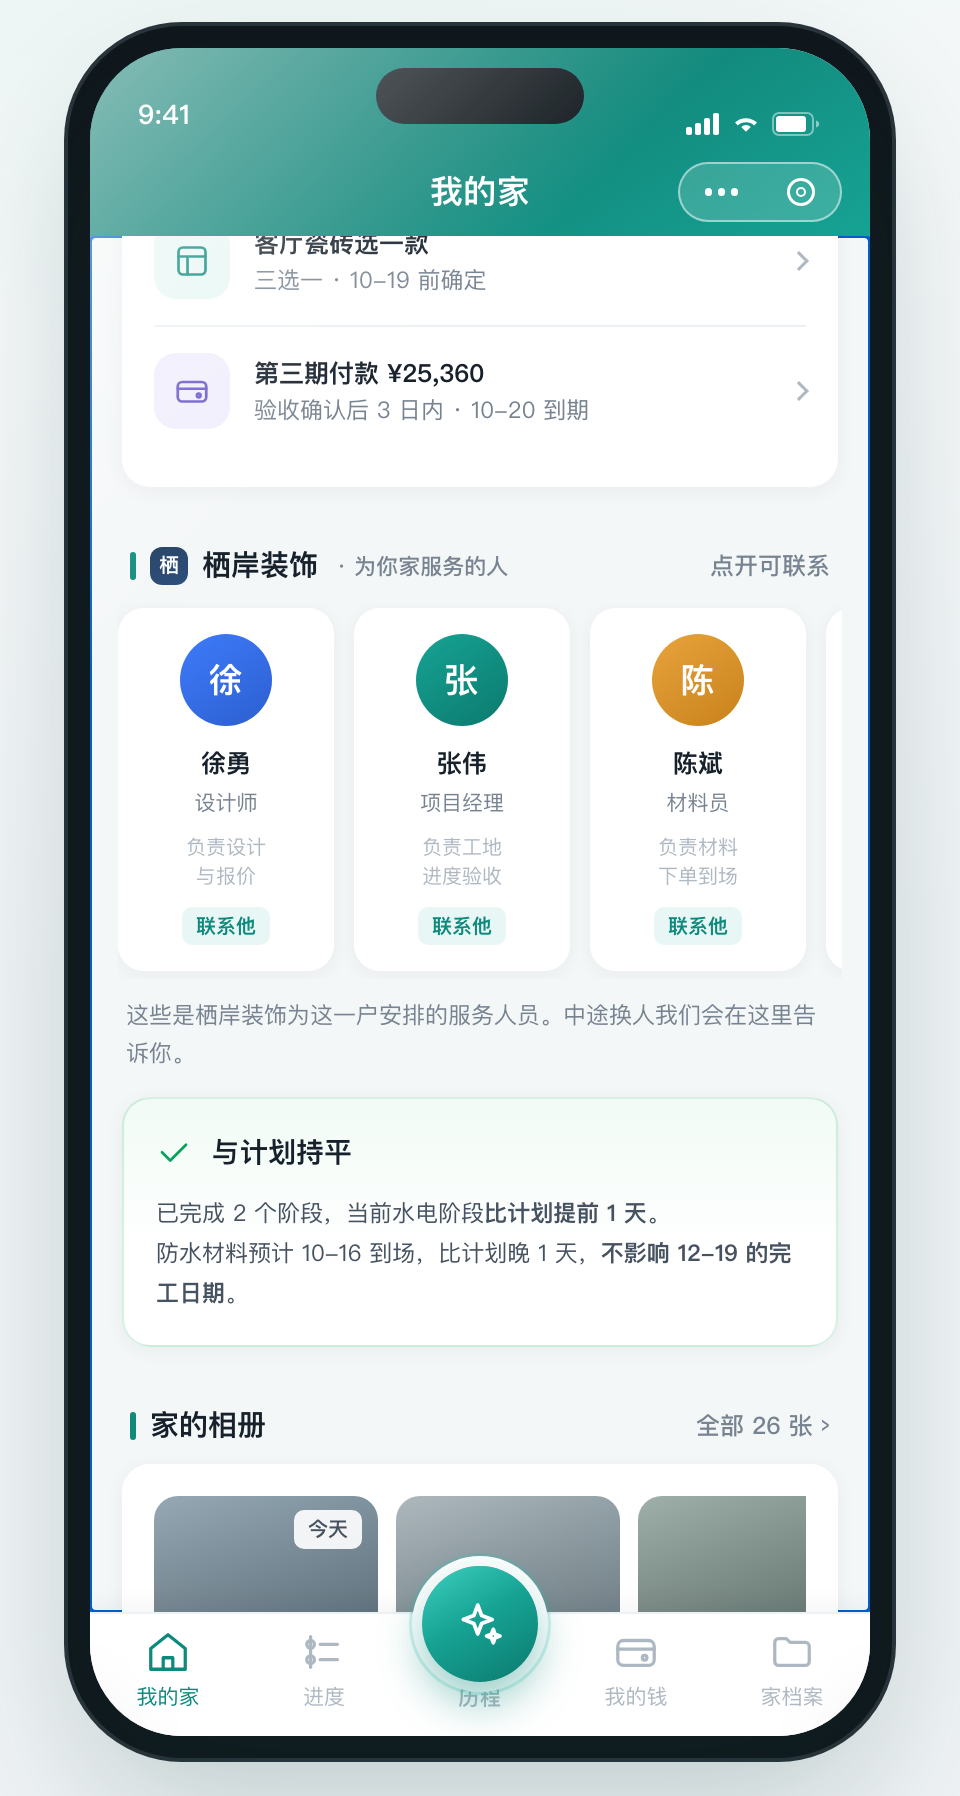 9:41
我的家
客厅瓷砖选一款
三选一 · 10–19 前确定
第三期付款 ¥25,360
验收确认后 3 日内 · 10–20 到期
栖 栖岸装饰 · 为你家服务的人 点开可联系
徐 张 陈
徐勇 张伟 陈斌
设计师 项目经理 材料员
负责设计 负责工地 负责材料
与报价 进度验收 下单到场
联系他 联系他 联系他
这些是栖岸装饰为这一户安排的服务人员。中途换人我们会在这里告
诉你。
与计划持平
已完成 2 个阶段，当前水电阶段比计划提前 1 天。
防水材料预计 10–16 到场，比计划晚 1 天，不影响 12–19 的完
工日期。
家的相册 全部 26 张 ›
今天
我的家 进度 历程 我的钱 家档案